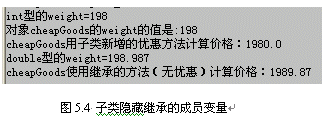 int型的weight=198
对象cheapGoods的weight的值是:198
cheapGoods用子类新增的优惠方法计算价格：1980.0
double型的weight=198.987
cheapGoods使用继承的方法（无优惠）计算价格：1989.87
图 5.4 子类隐藏继承的成员变量↵